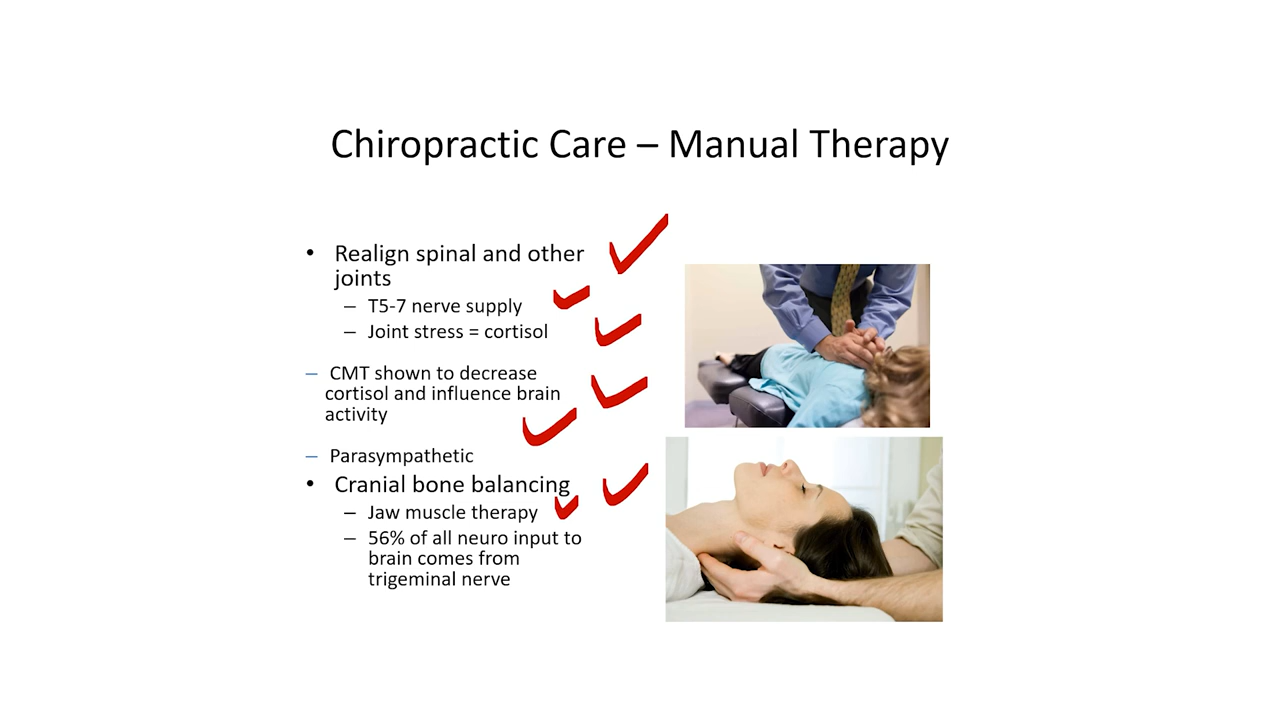 Chiropractic Care – Manual Therapy
• Realign spinal and other
joints
– T5-7 nerve supply
– Joint stress = cortisol
– CMT shown to decrease
cortisol and influence brain
activity
– Parasympathetic
• Cranial bone balancing
– Jaw muscle therapy
– 56% of all neuro input to
brain comes from
trigeminal nerve